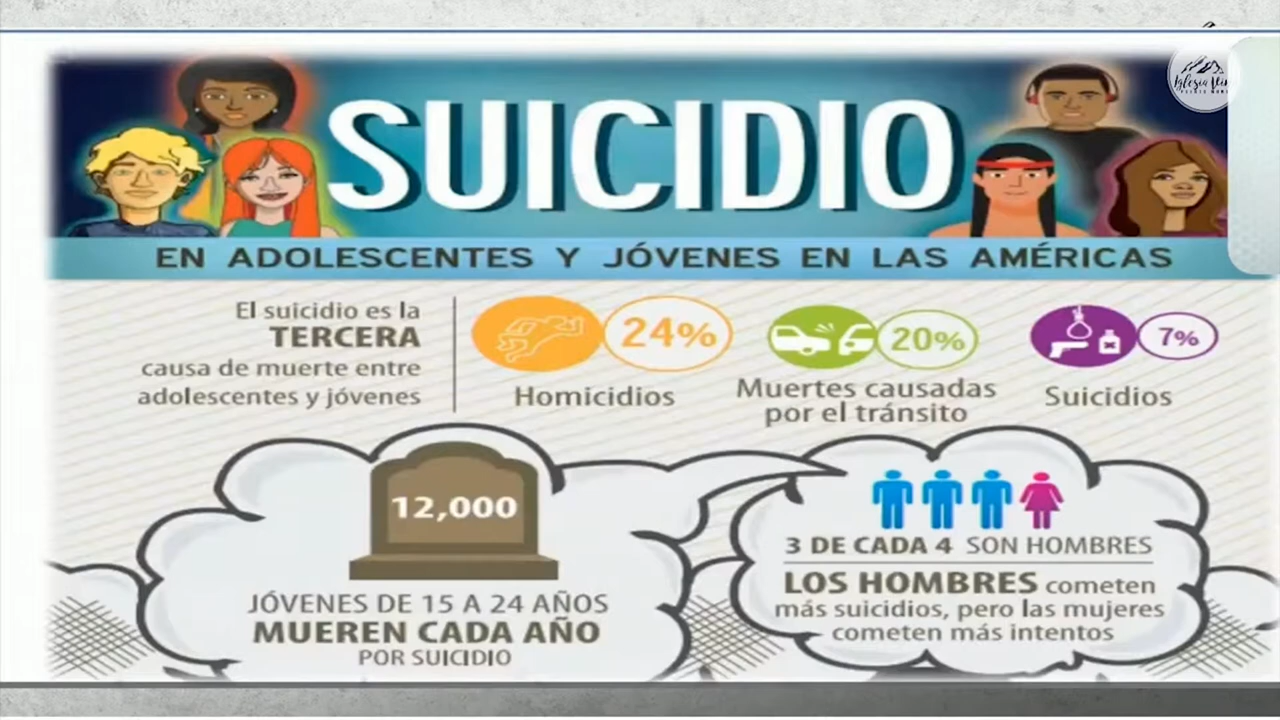 SUICIDIO
EN ADOLESCENTES Y JÓVENES EN LAS AMÉRICAS
El suicidio es la
TERCERA
causa de muerte entre
adolescentes y jóvenes
24%
Homicidios
20%
Muertes causadas
por el tránsito
7%
Suicidios
12,000
JÓVENES DE 15 A 24 AÑOS
MUEREN CADA AÑO
POR SUICIDIO
3 DE CADA 4 SON HOMBRES
LOS HOMBRES cometen
más suicidios, pero las mujeres
cometen más intentos
Iglesia